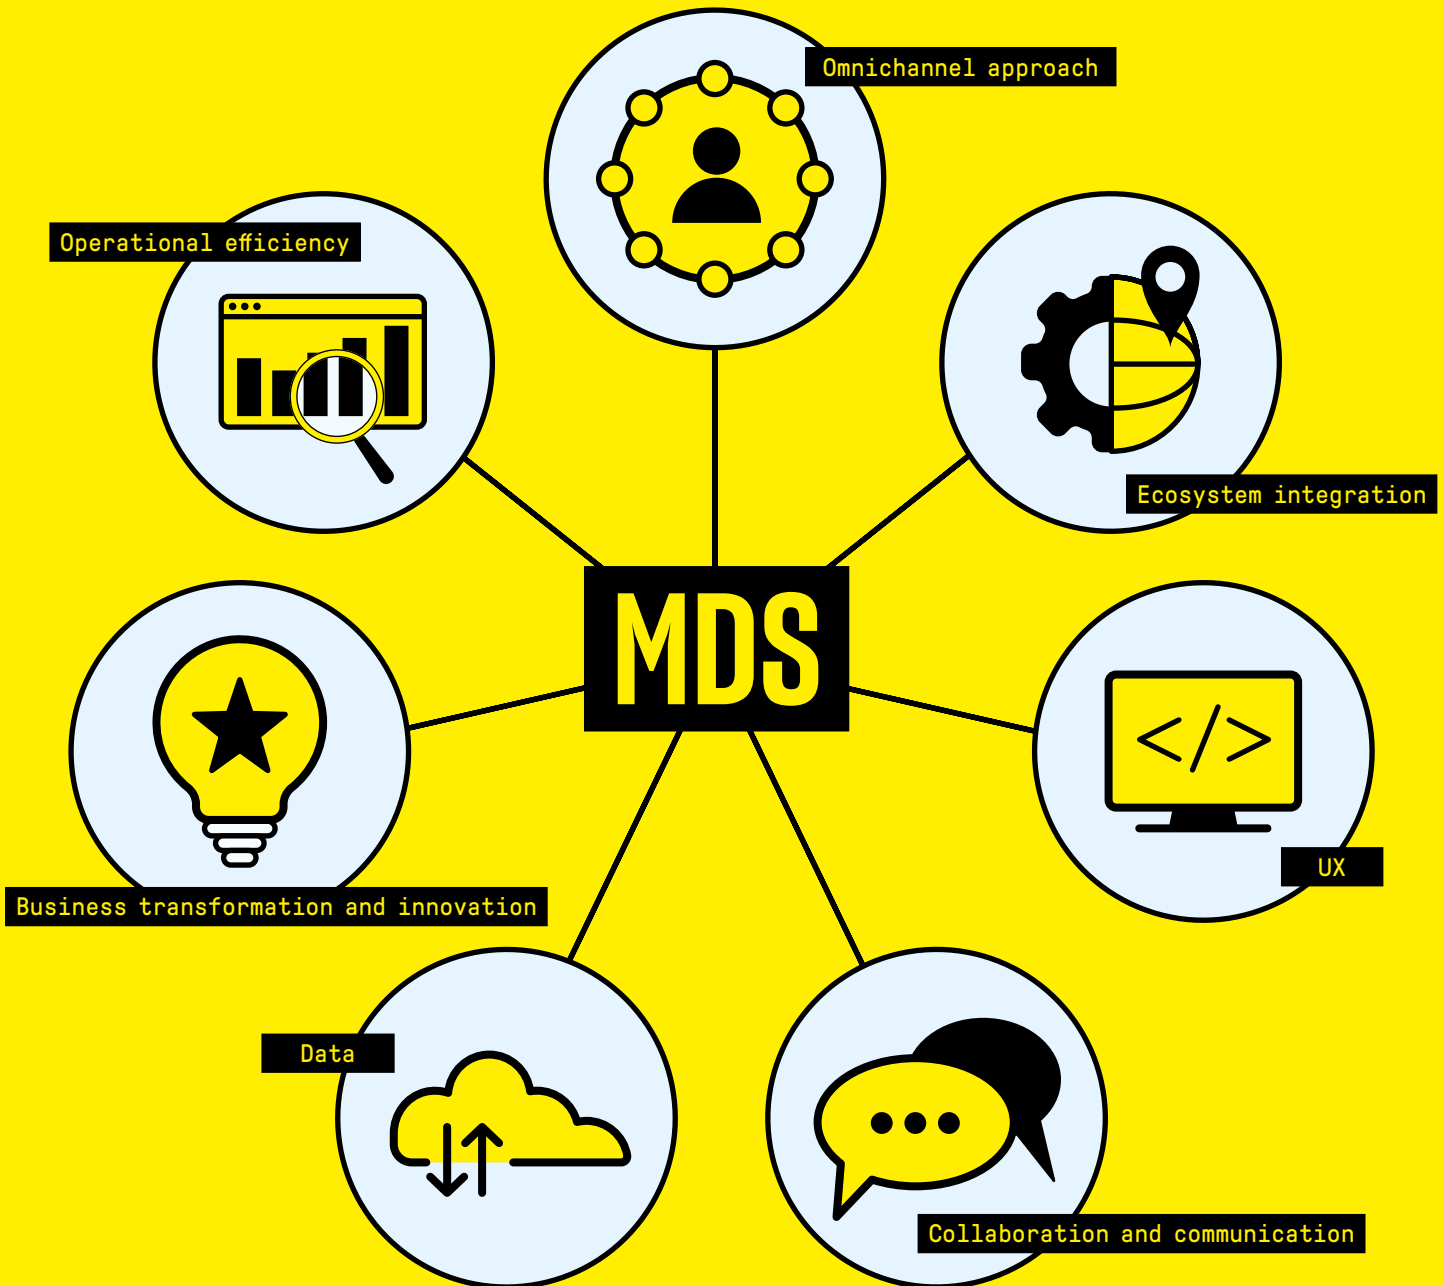 Omnichannel approach
Operational efficiency
Ecosystem integration
MDS
</>
UX
Business transformation and innovation
Data
Collaboration and communication